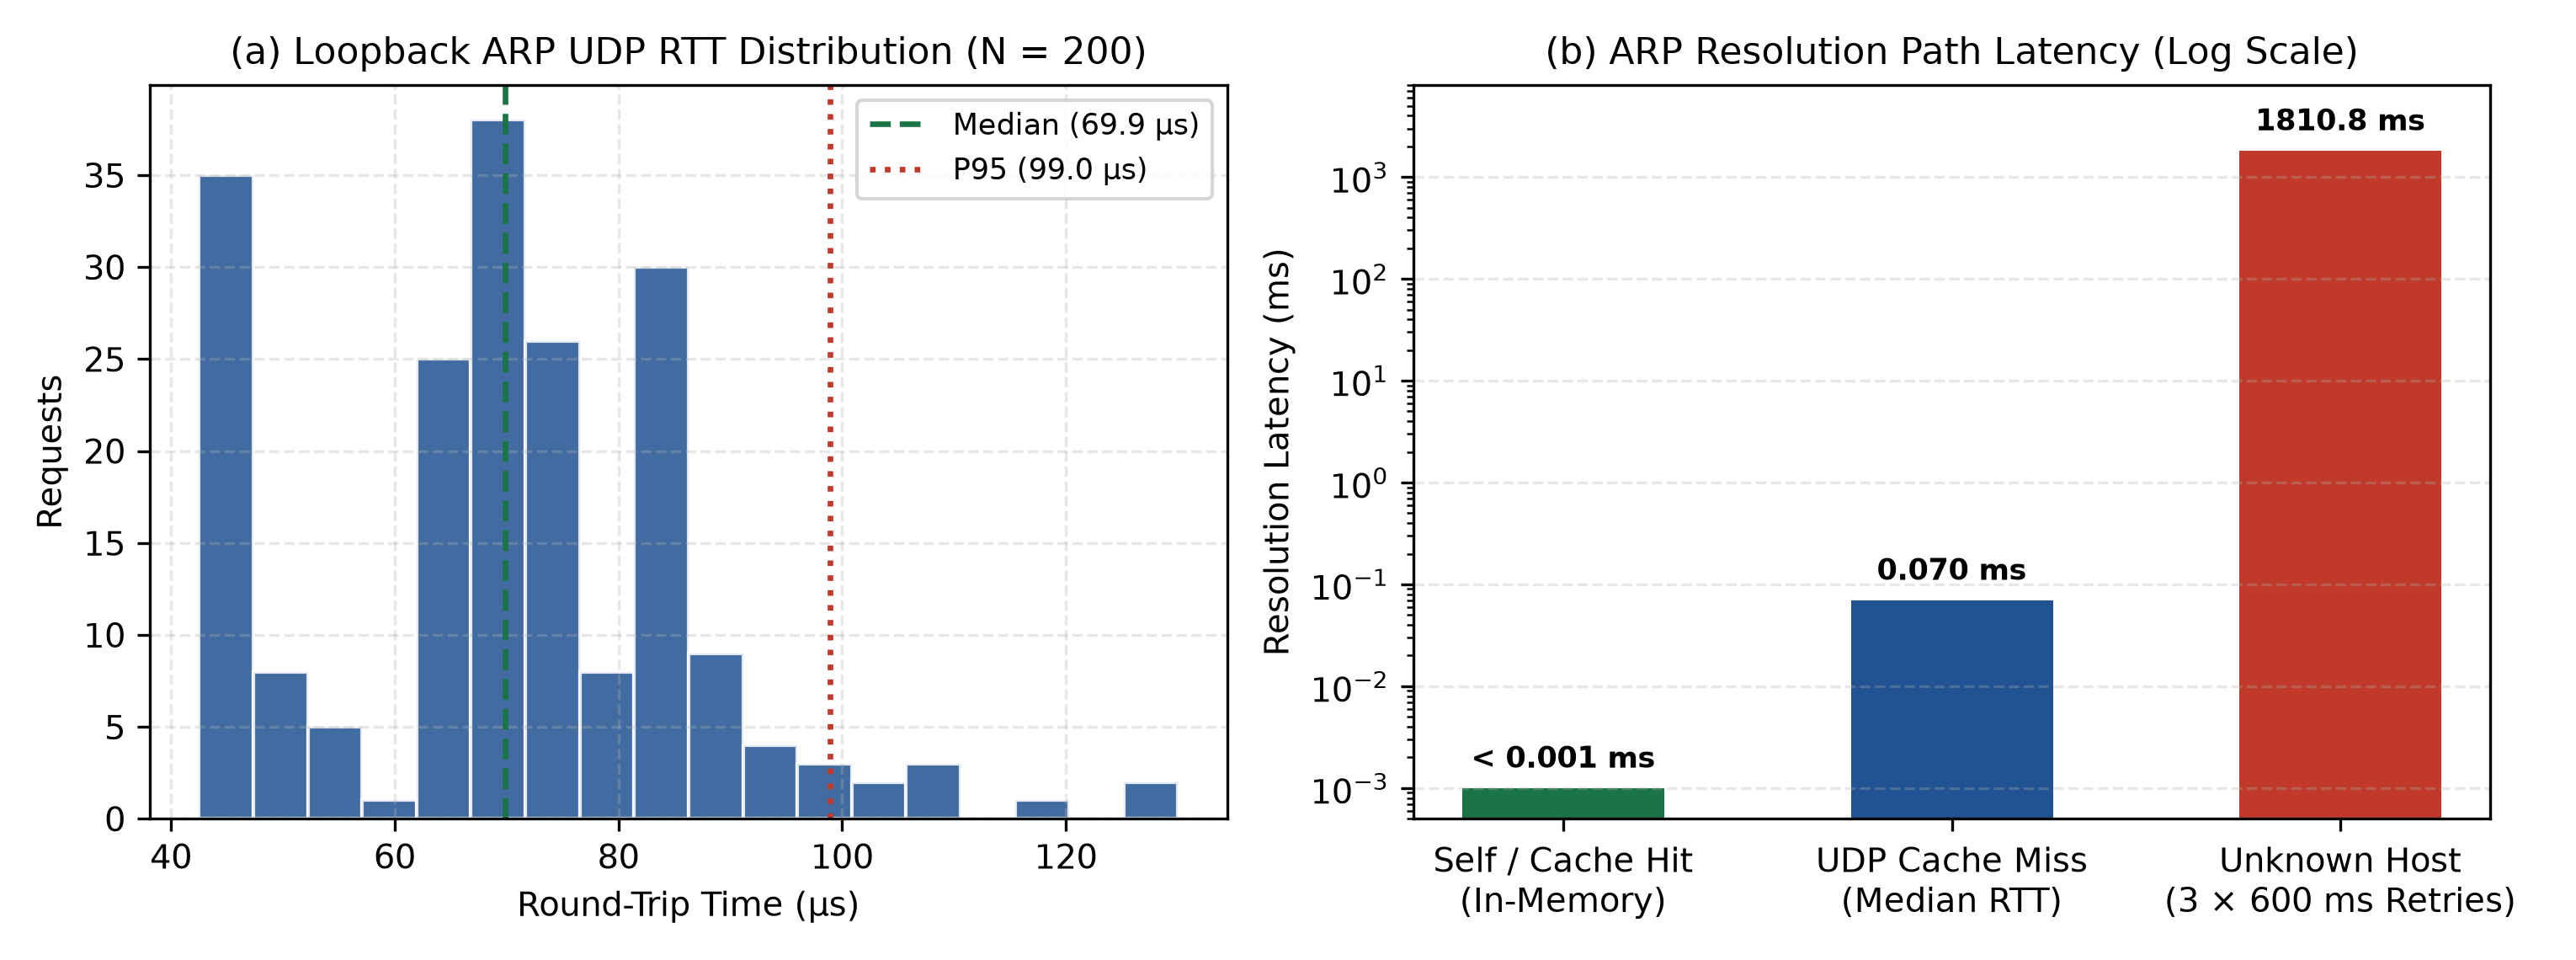 (a) Loopback ARP UDP RTT Distribution (N = 200)
Median (69.9 µs)
P95 (99.0 µs)
Requests
35
30
25
20
15
10
5
0
40
60
80
100
120
Round-Trip Time (µs)
(b) ARP Resolution Path Latency (Log Scale)
Resolution Latency (ms)
10³
10²
10¹
10⁰
10⁻¹
10⁻²
10⁻³
< 0.001 ms
0.070 ms
1810.8 ms
Self / Cache Hit
(In-Memory)
UDP Cache Miss
(Median RTT)
Unknown Host
(3 × 600 ms Retries)